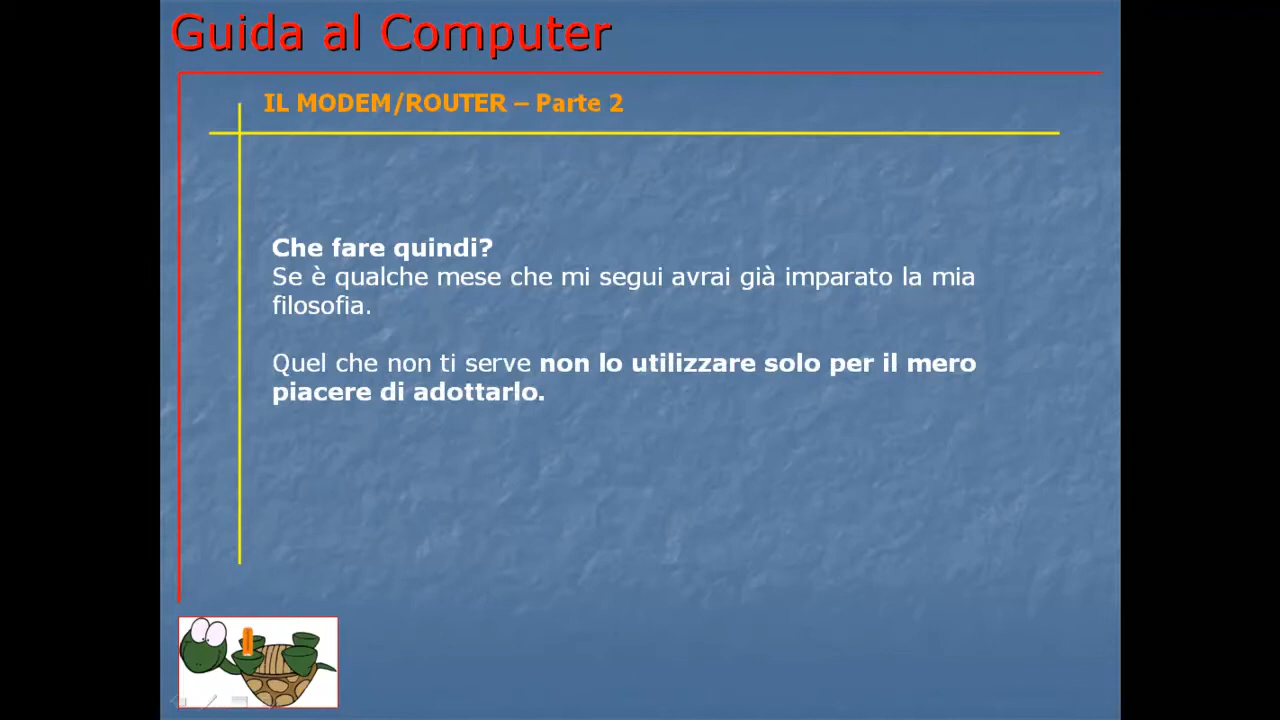 Guida al Computer
IL MODEM/ROUTER – Parte 2
Che fare quindi?
Se è qualche mese che mi segui avrai già imparato la mia
filosofia.
Quel che non ti serve non lo utilizzare solo per il mero
piacere di adottarlo.